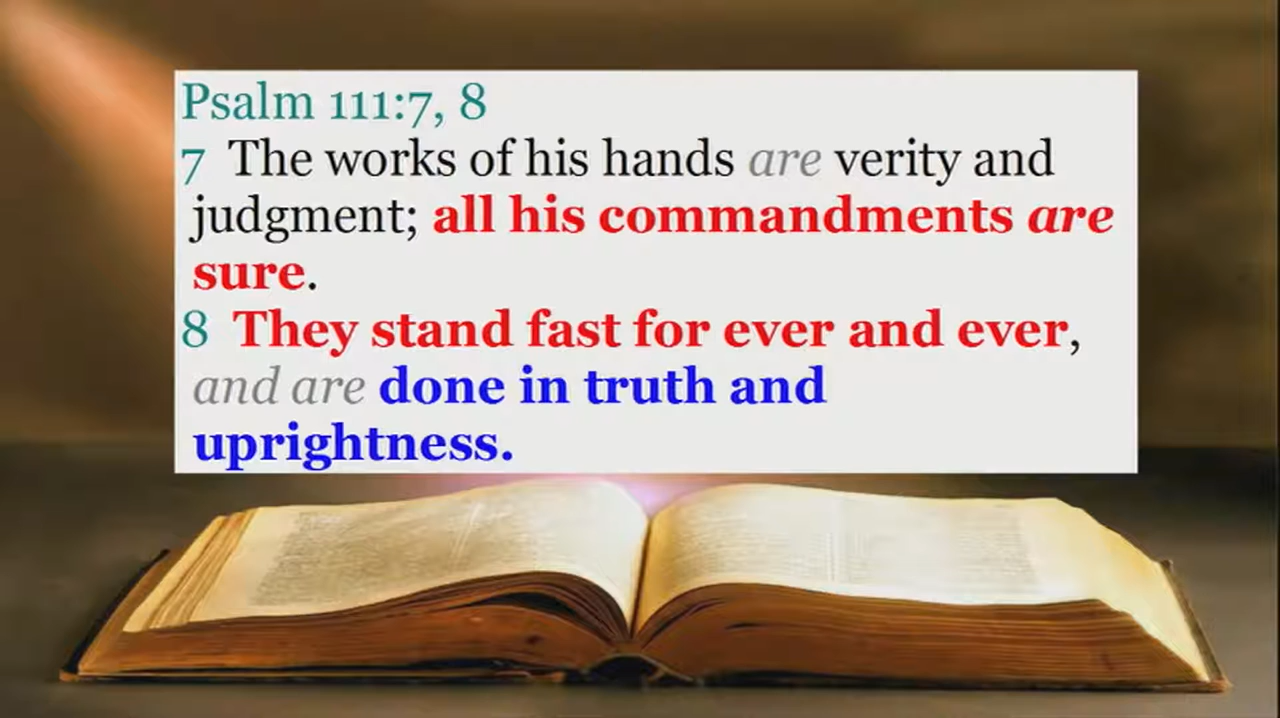 Psalm 111:7, 8
7 The works of his hands are verity and
judgment; all his commandments are
sure.
8 They stand fast for ever and ever,
and are done in truth and
uprightness.